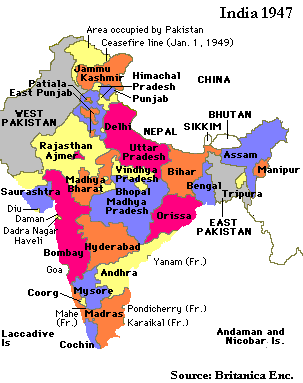 India 1947
Area occupied by Pakistan
Ceasefire line (Jan. 1, 1949)
Jammu
Kashmir
Himachal
Pradesh
CHINA
Patiala-
East Punjab
Punjab
WEST
PAKISTAN
Delhi
NEPAL
BHUTAN
SIKKIM
Rajasthan
Ajmer
Uttar
Pradesh
Assam
Vindhya
Pradesh
Bihar
Manipur
Madhya
Bharat
Saurashtra
Bhopal
Bengal
Tripura
Madhya
Pradesh
Diu
Daman
Orissa
EAST
PAKISTAN
Dadra Nagar
Haveli
Hyderabad
Bombay
Yanam (Fr.)
Goa
Andhra
Coorg
Mysore
Mahe
(Fr.)
Madras
Pondicherry (Fr.)
Karaikal (Fr.)
Laccadive
Is
Cochin
Andaman and
Nicobar Is.
Source: Britanica Enc.